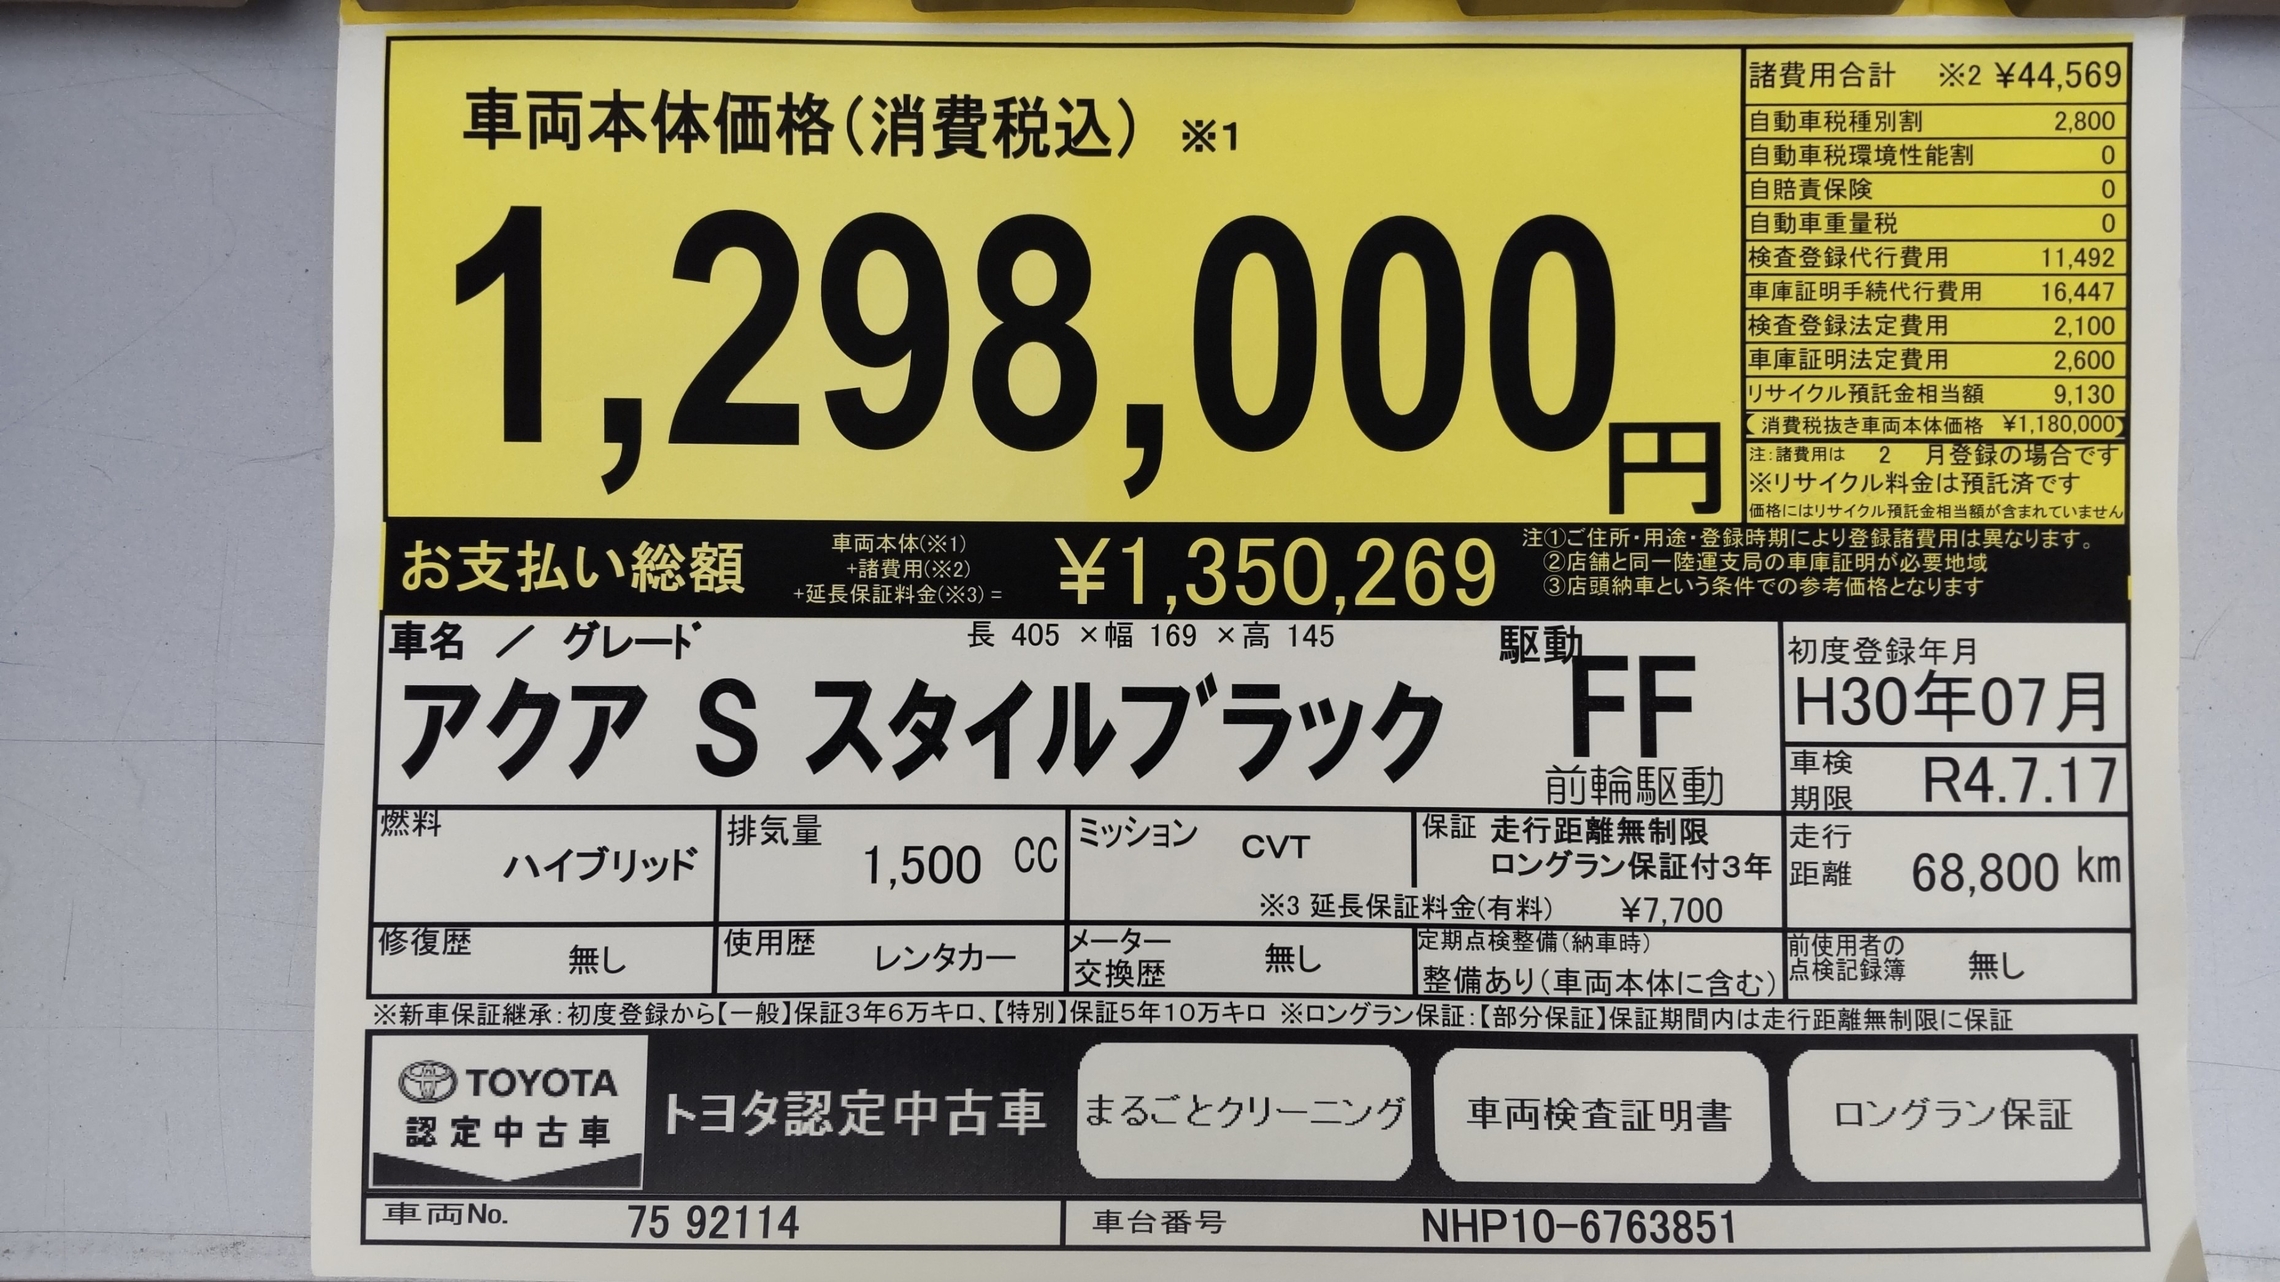 車両本体価格(消費税込) ※1
1,298,000円
諸費用合計 ※2 ¥44,569
自動車税種別割 2,800
自動車税環境性能割 0
自賠責保険 0
自動車重量税 0
検査登録代行費用 11,492
車庫証明手続代行費用 16,447
検査登録法定費用 2,100
車庫証明法定費用 2,600
リサイクル預託金相当額 9,130
(消費税抜き車両本体価格 ¥1,180,000)
注:諸費用は 2 月登録の場合です
※リサイクル料金は預託済です
価格にはリサイクル預託金相当額が含まれていません
お支払い総額
車両本体(※1)
+諸費用(※2)
+延長保証料金(※3)=
¥1,350,269
注①ご住所・用途・登録時期により登録諸費用は異なります。
②店舗と同一陸運支局の車庫証明が必要地域
③店頭納車という条件での参考価格となります
車名 / グレード
長 405 ×幅 169 ×高 145
アクア S スタイルブラック
駆動
FF
前輪駆動
初度登録年月
H30年07月
車検
期限
R4.7.17
燃料
ハイブリッド
排気量
1,500 CC
ミッション
CVT
保証 走行距離無制限
ロングラン保証付3年
※3 延長保証料金(有料) ¥7,700
走行
距離
68,800 km
修復歴 無し
使用歴 レンタカー
メーター
交換歴
無し
定期点検整備(納車時)
整備あり(車両本体に含む)
前使用者の
点検記録簿
無し
※新車保証継承:初度登録から【一般】保証3年6万キロ、【特別】保証5年10万キロ ※ロングラン保証:【部分保証】保証期間内は走行距離無制限に保証
TOYOTA
認定中古車
トヨタ認定中古車
まるごとクリーニング
車両検査証明書
ロングラン保証
車両No. 75 92114
車台番号 NHP10-6763851